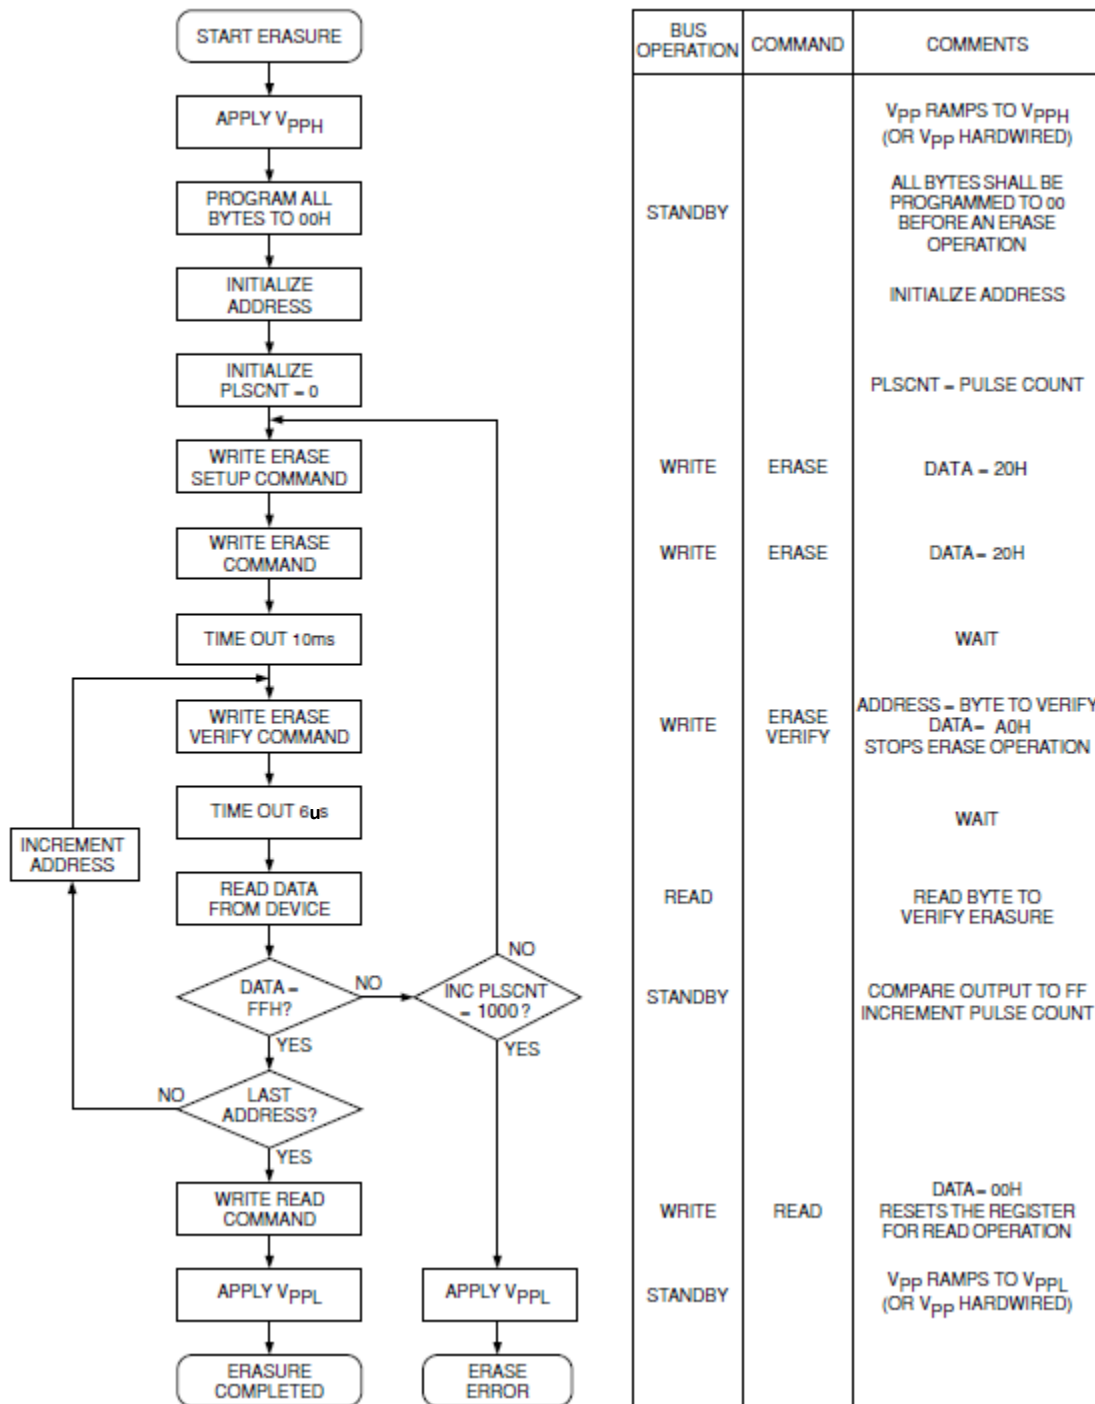 START ERASURE
APPLY VPPH
PROGRAM ALL
BYTES TO 00H
INITIALIZE
ADDRESS
INITIALIZE
PLSCNT = 0
WRITE ERASE
SETUP COMMAND
WRITE ERASE
COMMAND
TIME OUT 10ms
WRITE ERASE
VERIFY COMMAND
TIME OUT 6us
INCREMENT
ADDRESS
READ DATA
FROM DEVICE
DATA =
FFH?
NO
YES
INC PLSCNT
= 1000?
NO
YES
LAST
ADDRESS?
NO
YES
WRITE READ
COMMAND
APPLY VPPL
ERASURE
COMPLETED
APPLY VPPL
ERASE
ERROR
BUS
OPERATION
COMMAND
COMMENTS
VPP RAMPS TO VPPH
(OR VPP HARDWIRED)
STANDBY
ALL BYTES SHALL BE
PROGRAMMED TO 00
BEFORE AN ERASE
OPERATION
INITIALIZE ADDRESS
PLSCNT = PULSE COUNT
WRITE
ERASE
DATA = 20H
WRITE
ERASE
DATA = 20H
WAIT
WRITE
ERASE
VERIFY
ADDRESS = BYTE TO VERIFY
DATA = A0H
STOPS ERASE OPERATION
WAIT
READ
READ BYTE TO
VERIFY ERASURE
STANDBY
COMPARE OUTPUT TO FF
INCREMENT PULSE COUNT
WRITE
READ
DATA = 00H
RESETS THE REGISTER
FOR READ OPERATION
STANDBY
VPP RAMPS TO VPPL
(OR VPP HARDWIRED)